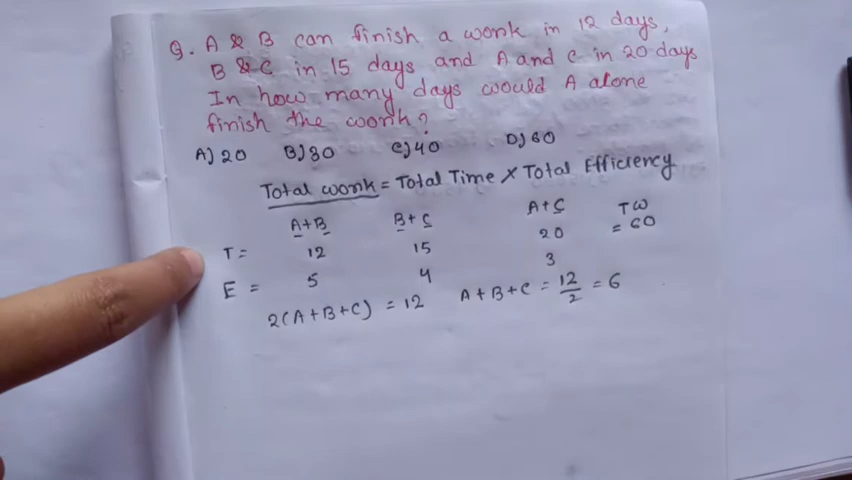 Q. A & B can finish a work in 12 days,
B & C in 15 days and A and C in 20 days
In how many days would A alone
finish the work?
A) 20 B) 30 C) 40 D) 60
Total work = Total Time × Total Efficiency
A+B B+C A+C TW
T= 12 15 20 = 60
E = 5 4 3
2(A+B+C) = 12 A+B+C = 12/2 = 6